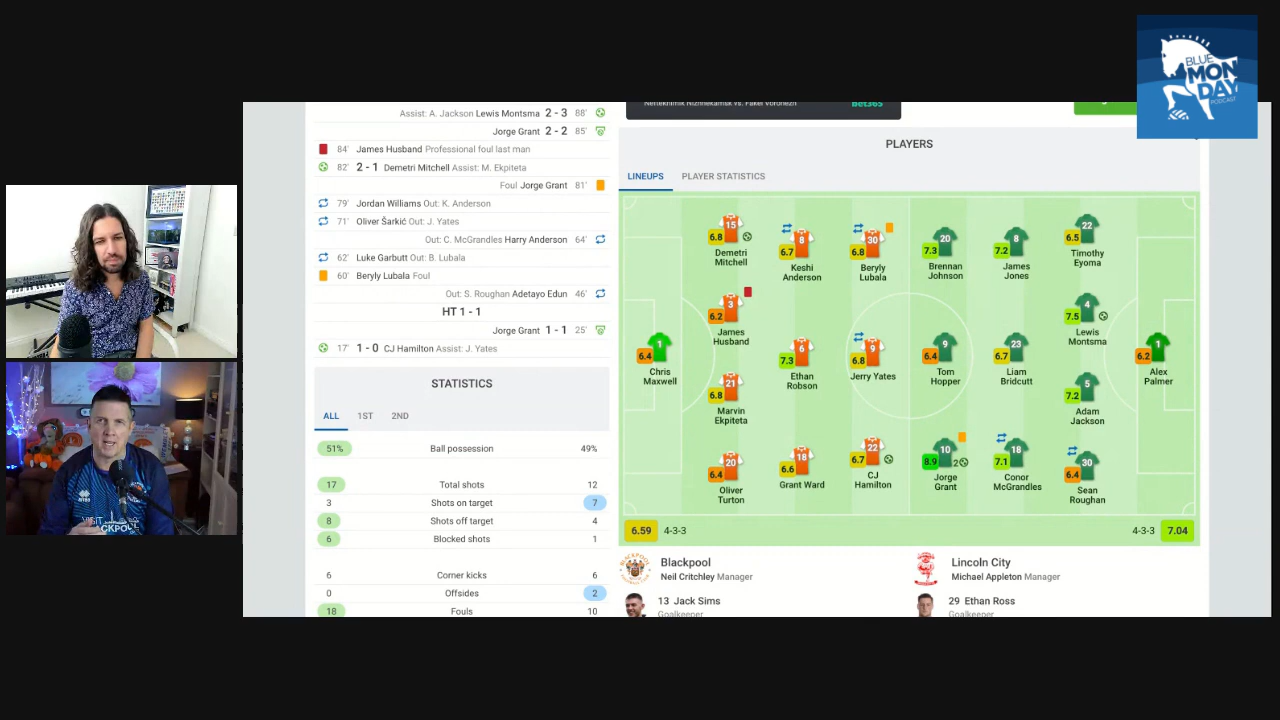 BLUE
MON
DAY
PODCAST
Neftekhimik Nizhnekamsk vs. Fakel Voronezh
bet365
Assist: A. Jackson Lewis Montsma 2 - 3 88'
Jorge Grant 2 - 2 85'
84' James Husband Professional foul last man
82' 2 - 1 Demetri Mitchell Assist: M. Ekpiteta
Foul Jorge Grant 81'
79' Jordan Williams Out: K. Anderson
71' Oliver Šarkić Out: J. Yates
Out: C. McGrandles Harry Anderson 64'
62' Luke Garbutt Out: B. Lubala
60' Beryly Lubala Foul
Out: S. Roughan Adetayo Edun 46'
HT 1 - 1
Jorge Grant 1 - 1 25'
17' 1 - 0 CJ Hamilton Assist: J. Yates
STATISTICS
ALL 1ST 2ND
51% Ball possession 49%
17 Total shots 12
3 Shots on target 7
8 Shots off target 4
6 Blocked shots 1
6 Corner kicks 6
0 Offsides 2
18 Fouls 10
PLAYERS
LINEUPS PLAYER STATISTICS
1 6.4 Chris Maxwell
15 6.8 Demetri Mitchell
3 6.2 James Husband
21 6.8 Marvin Ekpiteta
20 6.4 Oliver Turton
8 6.7 Keshi Anderson
6 7.3 Ethan Robson
18 6.6 Grant Ward
30 6.8 Beryly Lubala
9 6.8 Jerry Yates
22 6.7 CJ Hamilton
20 7.3 Brennan Johnson
9 6.4 Tom Hopper
10 8.9 2 Jorge Grant
8 7.2 James Jones
23 6.7 Liam Bridcutt
18 7.1 Conor McGrandles
22 6.5 Timothy Eyoma
4 7.5 Lewis Montsma
5 7.2 Adam Jackson
30 6.4 Sean Roughan
1 6.2 Alex Palmer
6.59 4-3-3 4-3-3 7.04
Blackpool
Neil Critchley Manager
Lincoln City
Michael Appleton Manager
13 Jack Sims
Goalkeeper
29 Ethan Ross
Goalkeeper